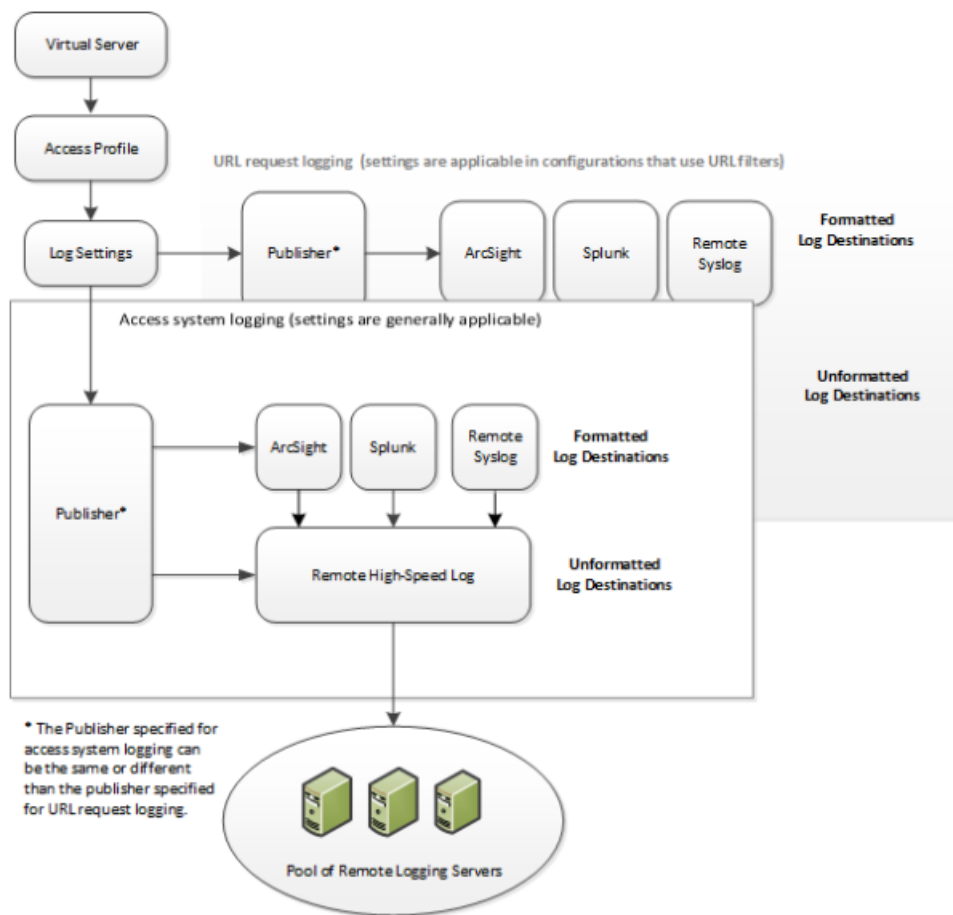 Virtual Server
Access Profile
URL request logging (settings are applicable in configurations that use URL filters)
Log Settings
Publisher*
ArcSight
Splunk
Remote
Syslog
Formatted
Log Destinations
Access system logging (settings are generally applicable)
Unformatted
Log Destinations
Publisher*
ArcSight
Splunk
Remote
Syslog
Formatted
Log Destinations
Remote High-Speed Log
Unformatted
Log Destinations
* The Publisher specified for
access system logging can
be the same or different
than the publisher specified
for URL request logging.
Pool of Remote Logging Servers